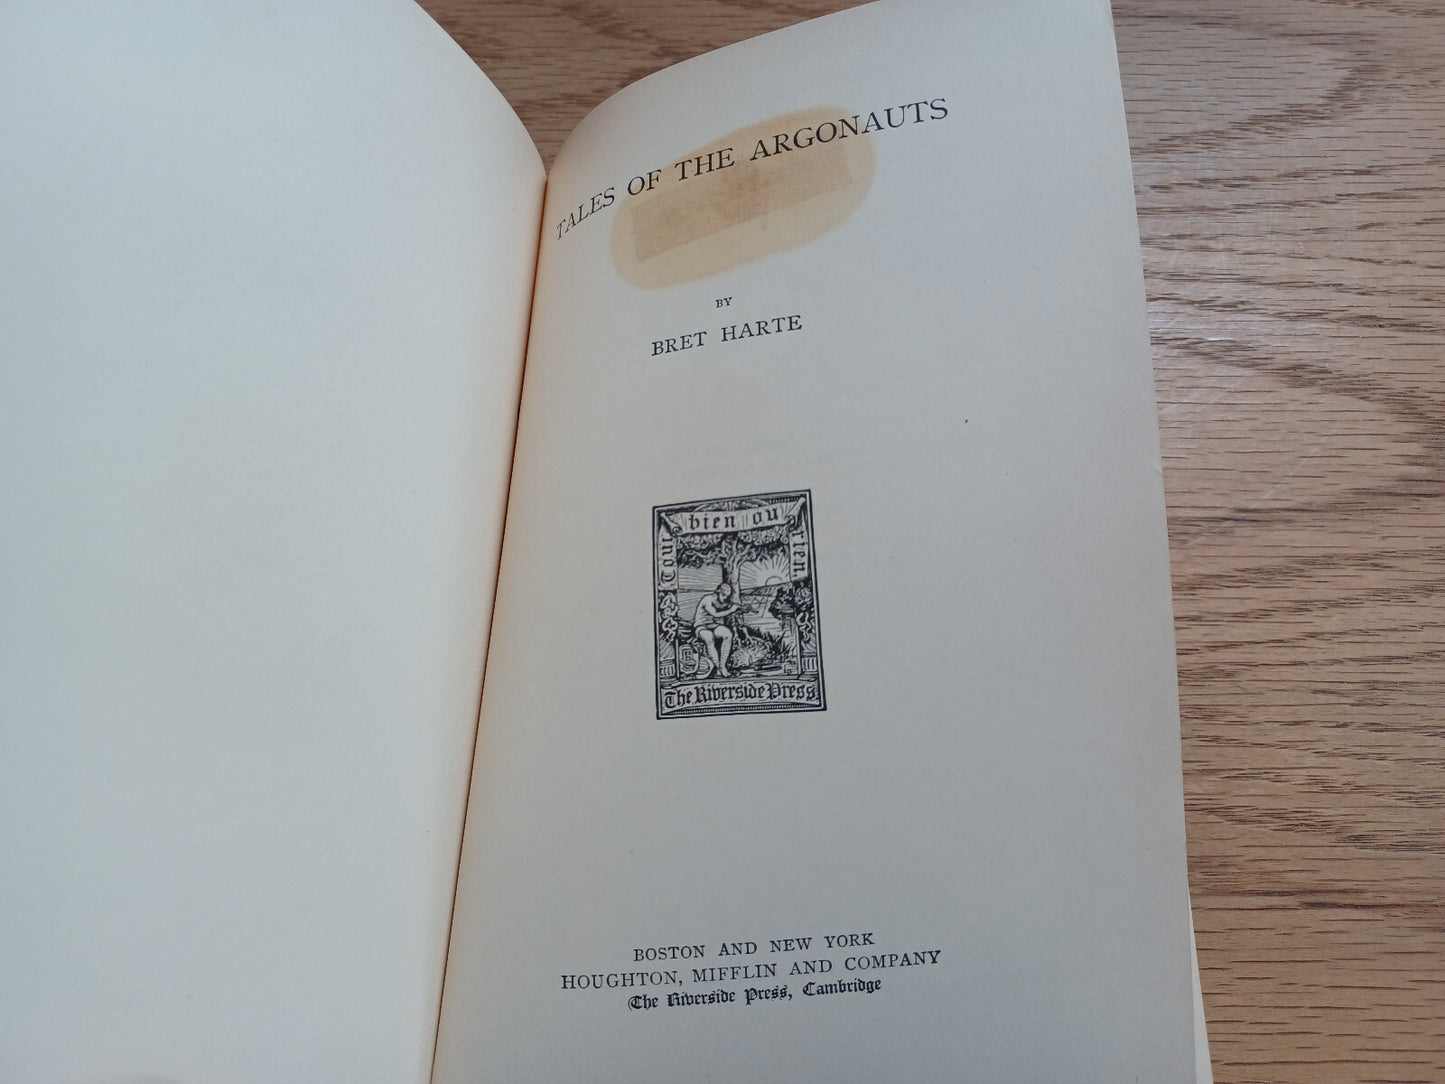 TALES OF THE ARGONAUTS
BY
BRET HARTE
Tout bien ou rien.
The Riverside Press
BOSTON AND NEW YORK
HOUGHTON, MIFFLIN AND COMPANY
The Riverside Press, Cambridge